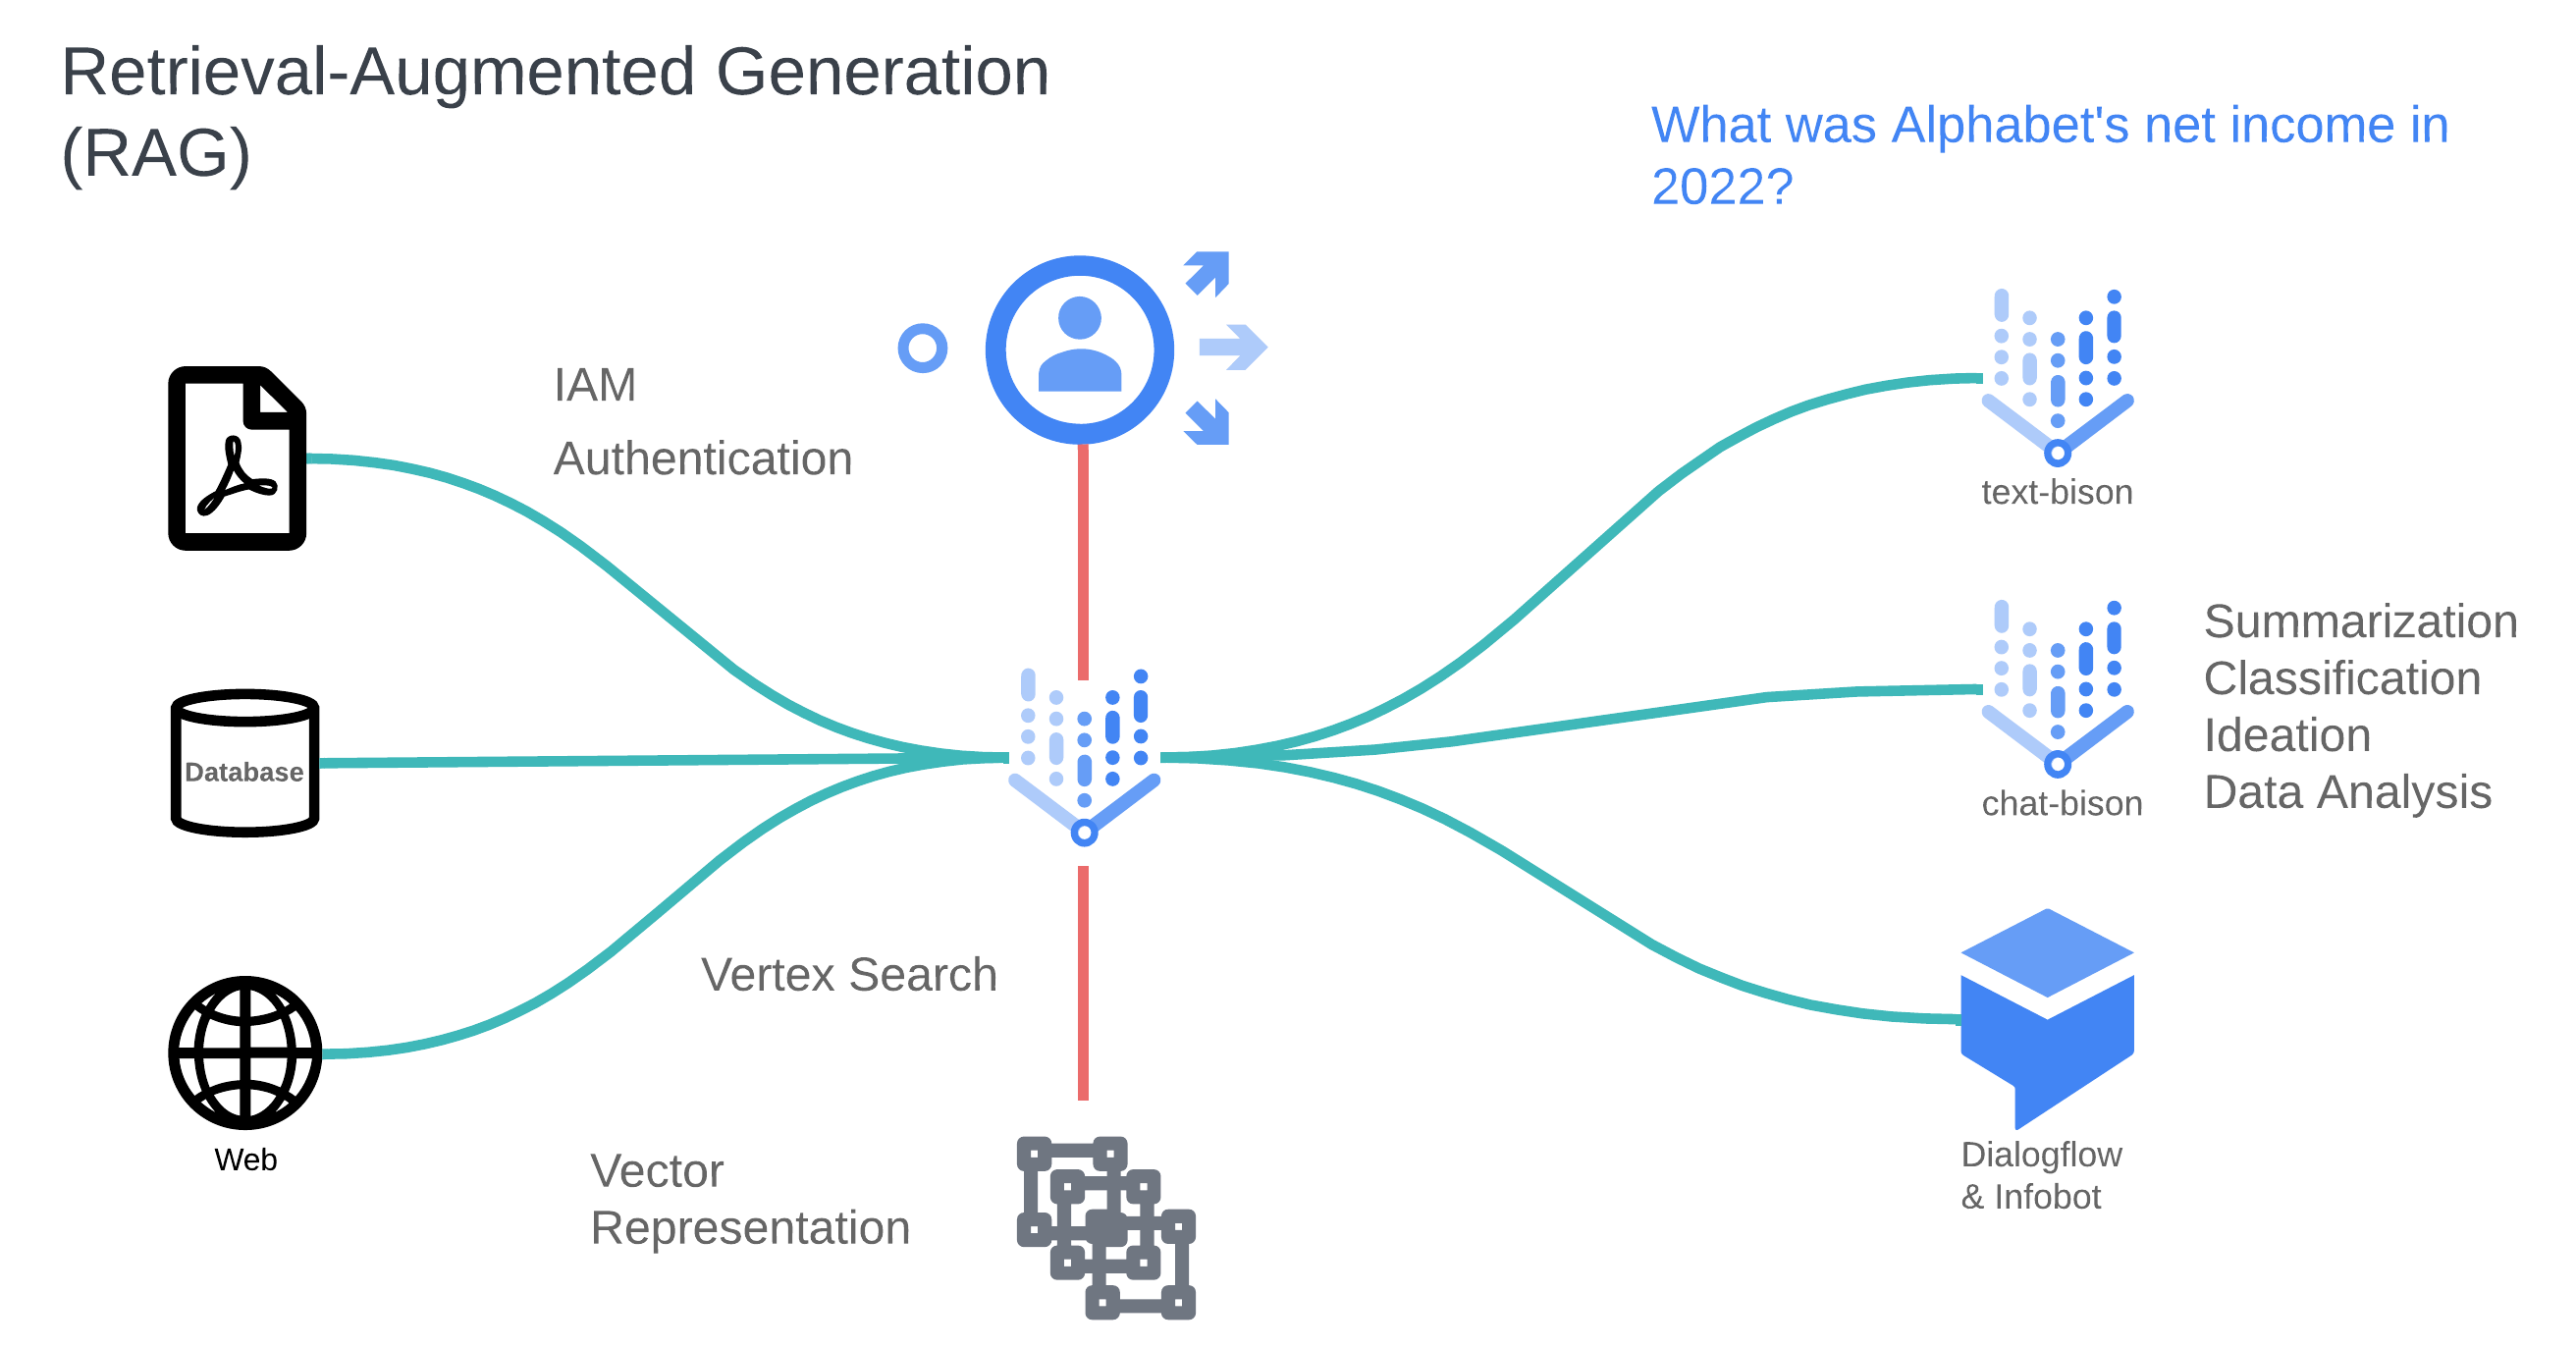 Retrieval-Augmented Generation
(RAG)
What was Alphabet's net income in
2022?
IAM
Authentication
text-bison
Summarization
Classification
Ideation
Data Analysis
chat-bison
Database
Vertex Search
Web
Vector
Representation
Dialogflow
& Infobot